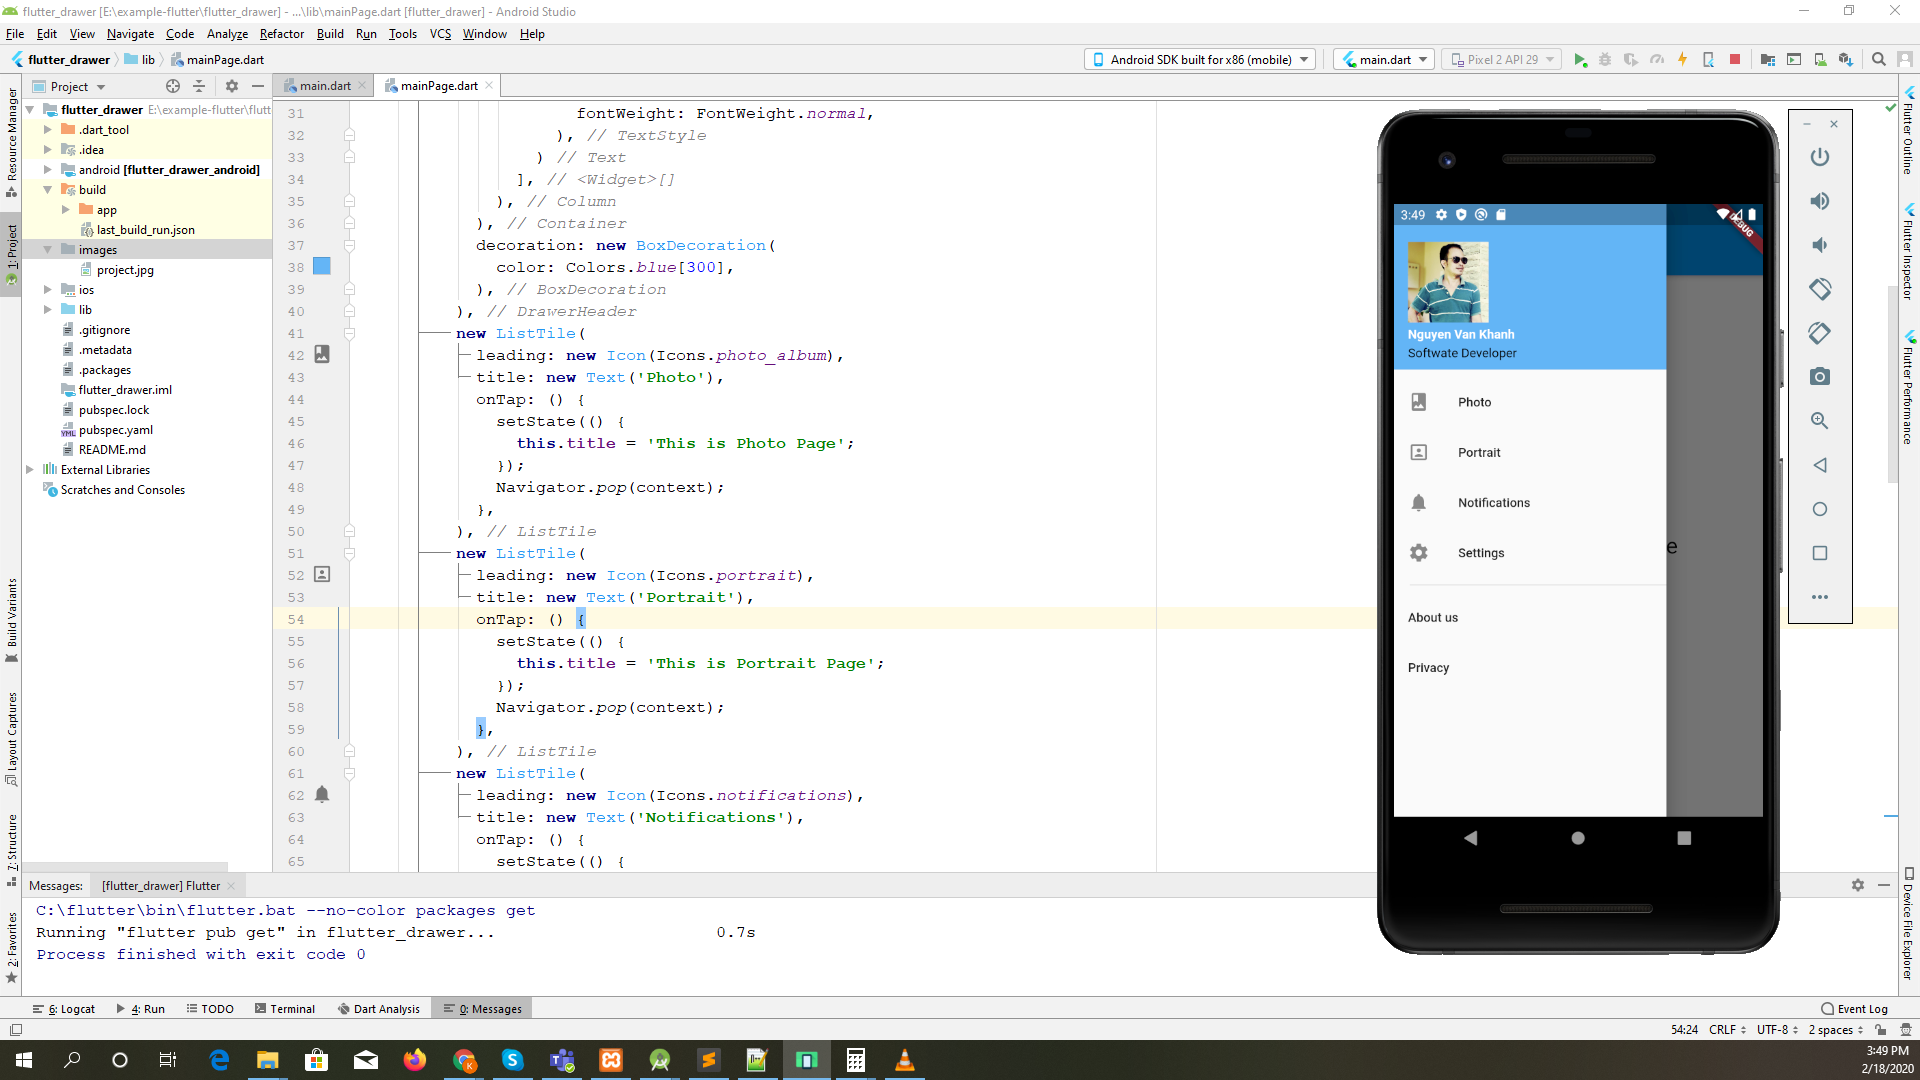 flutter_drawer [E:\example-flutter\flutter_drawer] - ...\lib\mainPage.dart [flutter_drawer] - Android Studio
File Edit View Navigate Code Analyze Refactor Build Run Tools VCS Window Help
flutter_drawer lib mainPage.dart
Android SDK built for x86 (mobile) main.dart Pixel 2 API 29
Project
main.dart mainPage.dart
flutter_drawer E:\example-flutter\flutt
.dart_tool
.idea
android [flutter_drawer_android]
build
app
last_build_run.json
images
project.jpg
ios
lib
.gitignore
.metadata
.packages
flutter_drawer.iml
pubspec.lock
pubspec.yaml
README.md
External Libraries
Scratches and Consoles
Resource Manager
1: Project
Build Variants
Layout Captures
7: Structure
2: Favorites
31 fontWeight: FontWeight.normal,
32 ), // TextStyle
33 ) // Text
34 ], // <Widget>[]
35 ), // Column
36 ), // Container
37 decoration: new BoxDecoration(
38 color: Colors.blue[300],
39 ), // BoxDecoration
40 ), // DrawerHeader
41 new ListTile(
42 leading: new Icon(Icons.photo_album),
43 title: new Text('Photo'),
44 onTap: () {
45 setState(() {
46 this.title = 'This is Photo Page';
47 });
48 Navigator.pop(context);
49 },
50 ), // ListTile
51 new ListTile(
52 leading: new Icon(Icons.portrait),
53 title: new Text('Portrait'),
54 onTap: () {
55 setState(() {
56 this.title = 'This is Portrait Page';
57 });
58 Navigator.pop(context);
59 },
60 ), // ListTile
61 new ListTile(
62 leading: new Icon(Icons.notifications),
63 title: new Text('Notifications'),
64 onTap: () {
65 setState(() {
3:49
DEBUG
Nguyen Van Khanh
Softwate Developer
Photo
Portrait
Notifications
Settings
e
About us
Privacy
Flutter Outline
Flutter Inspector
Flutter Performance
Device File Explorer
Messages: [flutter_drawer] Flutter
C:\flutter\bin\flutter.bat --no-color packages get
Running "flutter pub get" in flutter_drawer... 0.7s
Process finished with exit code 0
6: Logcat 4: Run TODO Terminal Dart Analysis 0: Messages Event Log
54:24 CRLF UTF-8 2 spaces
3:49 PM
2/18/2020